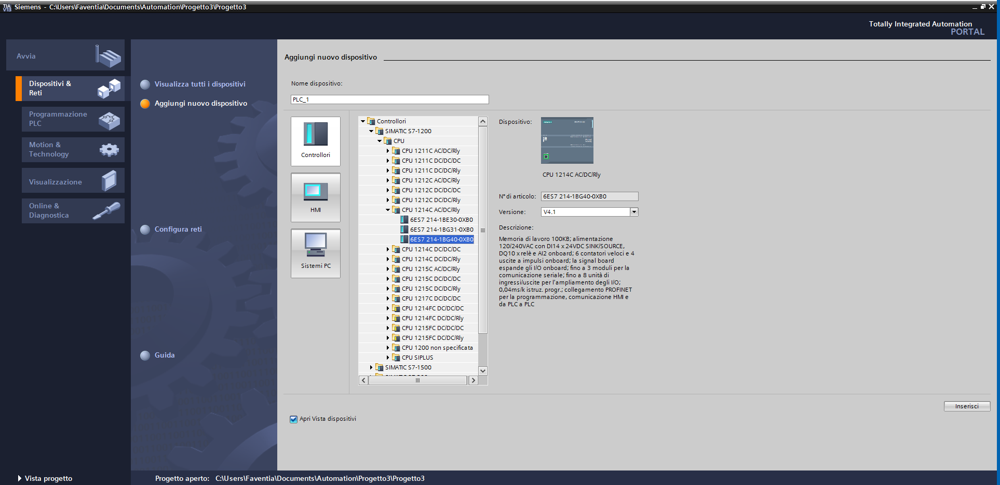 TIA V13 Siemens - C:\Users\Faventia\Documents\Automation\Progetto3\Progetto3
Totally Integrated Automation
PORTAL
Avvia
Dispositivi &
Reti
Programmazione
PLC
Motion &
Technology
Visualizzazione
Online &
Diagnostica
Visualizza tutti i dispositivi
Aggiungi nuovo dispositivo
Configura reti
Guida
Aggiungi nuovo dispositivo
Nome dispositivo:
PLC_1
Controllori
HMI
Sistemi PC
Controllori
SIMATIC S7-1200
CPU
CPU 1211C AC/DC/Rly
CPU 1211C DC/DC/DC
CPU 1211C DC/DC/Rly
CPU 1212C AC/DC/Rly
CPU 1212C DC/DC/DC
CPU 1212C DC/DC/Rly
CPU 1214C AC/DC/Rly
6ES7 214-1BE30-0XB0
6ES7 214-1BG31-0XB0
6ES7 214-1BG40-0XB0
CPU 1214C DC/DC/DC
CPU 1214C DC/DC/Rly
CPU 1215C AC/DC/Rly
CPU 1215C DC/DC/DC
CPU 1215C DC/DC/Rly
CPU 1217C DC/DC/DC
CPU 1214FC DC/DC/DC
CPU 1214FC DC/DC/Rly
CPU 1215FC DC/DC/DC
CPU 1215FC DC/DC/Rly
CPU 1200 non specificata
CPU SIPLUS
SIMATIC S7-1500
Dispositivo:
CPU 1214C AC/DC/Rly
N° di articolo: 6ES7 214-1BG40-0XB0
Versione: V4.1
Descrizione:
Memoria di lavoro 100KB; alimentazione
120/240VAC con DI14 x 24VDC SINK/SOURCE,
DQ10 x relè e AI2 onboard; 6 contatori veloci e 4
uscite a impulsi onboard; la signal board
espande gli I/O onboard; fino a 3 moduli per la
comunicazione seriale; fino a 8 unità di
ingressi/uscite per l'ampliamento degli I/O;
0,04ms/k istruz. progr.; collegamento PROFINET
per la programmazione, comunicazione HMI e
da PLC a PLC
Inserisci
Apri Vista dispositivi
Vista progetto
Progetto aperto: C:\Users\Faventia\Documents\Automation\Progetto3\Progetto3